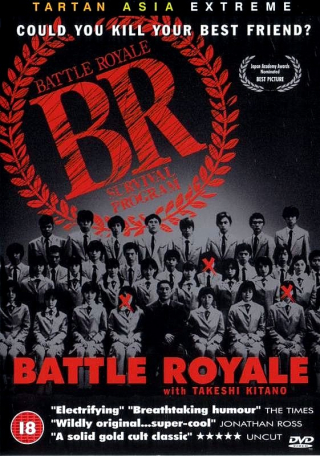 TARTAN ASIA EXTREME
COULD YOU KILL YOUR BEST FRIEND?
BATTLE ROYALE
BR
SURVIVAL PROGRAM
Japan Academy Awards
Nominated
BEST PICTURE
BATTLE ROYALE
with TAKESHI KITANO
"Electrifying" "Breathtaking humour" THE TIMES
"Wildly original...super-cool" JONATHAN ROSS
"A solid gold cult classic" ★★★★★ UNCUT
18
DVD